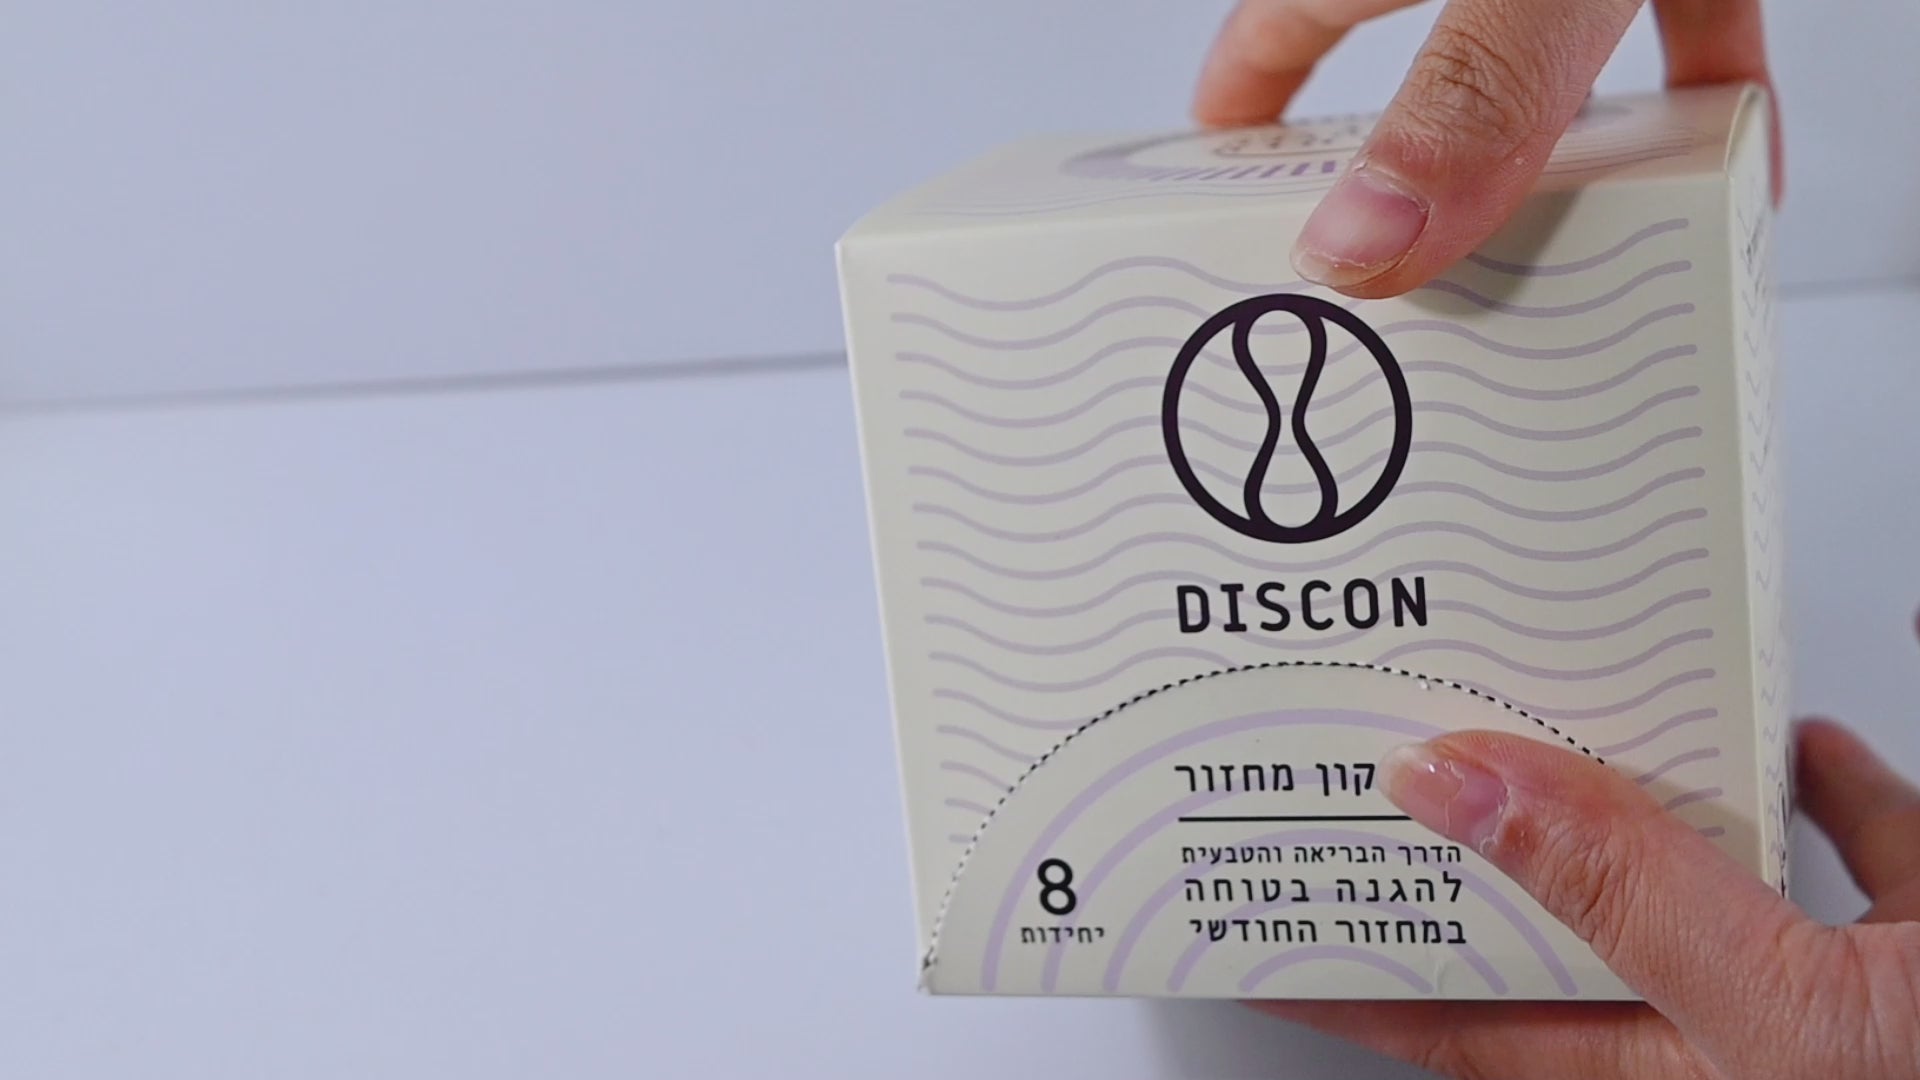 DISCON
קון מחזור
הדרך הבריאה והטבעית
להגנה בטוחה
במחזור החודשי
8
יחידות